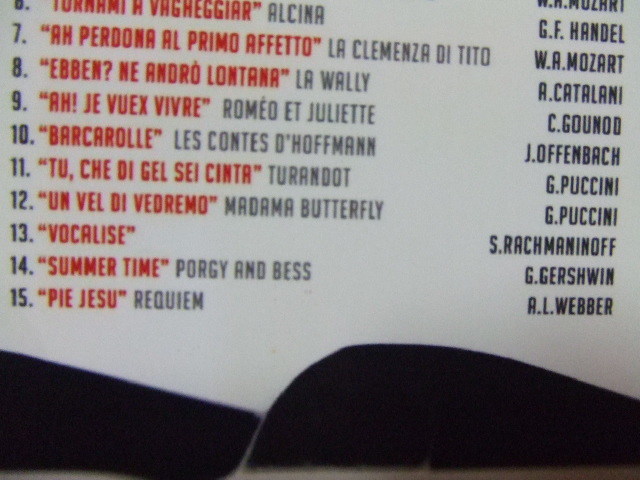 6. "TORNAMI A VAGHEGGIAR" ALCINA
W.A.MOZART
G.F. HANDEL
7. "AH PERDONA AL PRIMO AFFETTO" LA CLEMENZA DI TITO W.A.MOZART
8. "EBBEN? NE ANDRÒ LONTANA" LA WALLY A.CATALANI
9. "AH! JE VUEX VIVRE" ROMÉO ET JULIETTE C.GOUNOD
10. "BARCAROLLE" LES CONTES D'HOFFMANN J.OFFENBACH
11. "TU, CHE DI GEL SEI CINTA" TURANDOT G.PUCCINI
12. "UN VEL DI VEDREMO" MADAMA BUTTERFLY G.PUCCINI
13. "VOCALISE" S.RACHMANINOFF
14. "SUMMER TIME" PORGY AND BESS G.GERSHWIN
15. "PIE JESU" REQUIEM A.L.WEBBER